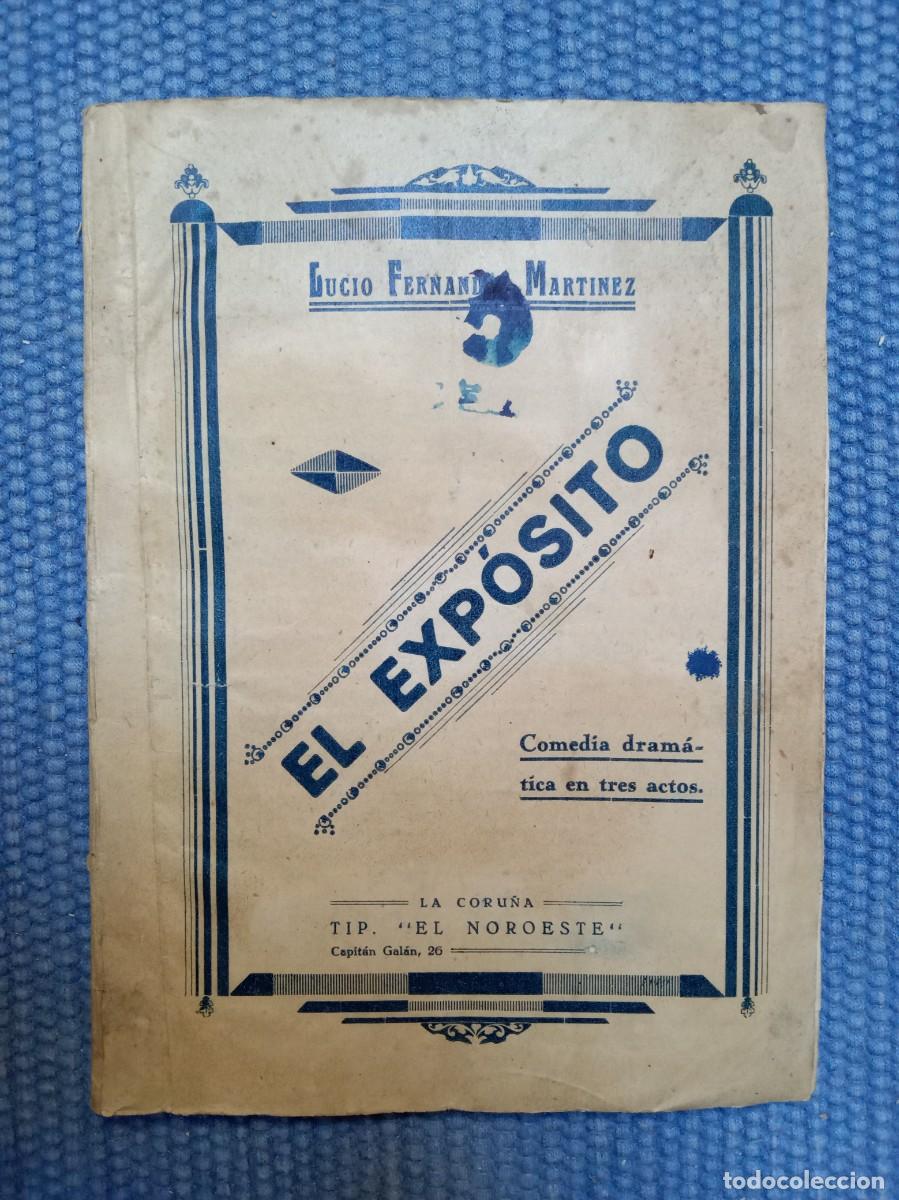 LUCIO MARTINEZ
EL EXPÓSITO
Comedia dramá-
tica en tres actos.
LA CORUÑA
TIP. "EL NOROESTE"
Capitán Galán, 26
todocoleccion